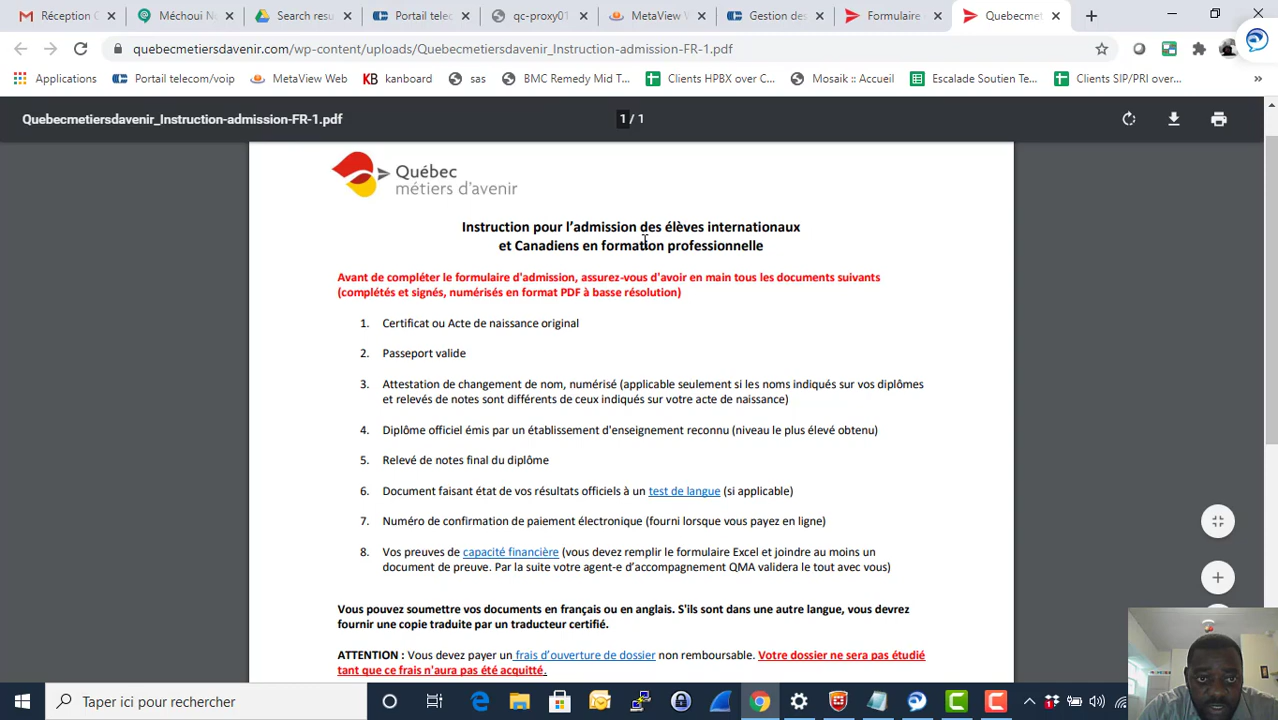 Réception (
Méchoui N
Search resu
Portail telec
qc-proxy01
MetaView W
Gestion des
Formulaire
Quebecmet
quebecmetiersdavenir.com/wp-content/uploads/Quebecmetiersdavenir_Instruction-admission-FR-1.pdf
Applications
Portail telecom/voip
MetaView Web
KB kanboard
sas
BMC Remedy Mid T...
Clients HPBX over C...
Mosaik :: Accueil
Escalade Soutien Te...
Clients SIP/PRI over...
»
Quebecmetiersdavenir_Instruction-admission-FR-1.pdf
1 / 1
Québec
métiers d'avenir
Instruction pour l'admission des élèves internationaux
et Canadiens en formation professionnelle
Avant de compléter le formulaire d'admission, assurez-vous d'avoir en main tous les documents suivants
(complétés et signés, numérisés en format PDF à basse résolution)
1. Certificat ou Acte de naissance original
2. Passeport valide
3. Attestation de changement de nom, numérisé (applicable seulement si les noms indiqués sur vos diplômes
et relevés de notes sont différents de ceux indiqués sur votre acte de naissance)
4. Diplôme officiel émis par un établissement d'enseignement reconnu (niveau le plus élevé obtenu)
5. Relevé de notes final du diplôme
6. Document faisant état de vos résultats officiels à un test de langue (si applicable)
7. Numéro de confirmation de paiement électronique (fourni lorsque vous payez en ligne)
8. Vos preuves de capacité financière (vous devez remplir le formulaire Excel et joindre au moins un
document de preuve. Par la suite votre agent-e d'accompagnement QMA validera le tout avec vous)
Vous pouvez soumettre vos documents en français ou en anglais. S'ils sont dans une autre langue, vous devrez
fournir une copie traduite par un traducteur certifié.
ATTENTION : Vous devez payer un frais d'ouverture de dossier non remboursable. Votre dossier ne sera pas étudié
tant que ce frais n'aura pas été acquitté.
Taper ici pour rechercher